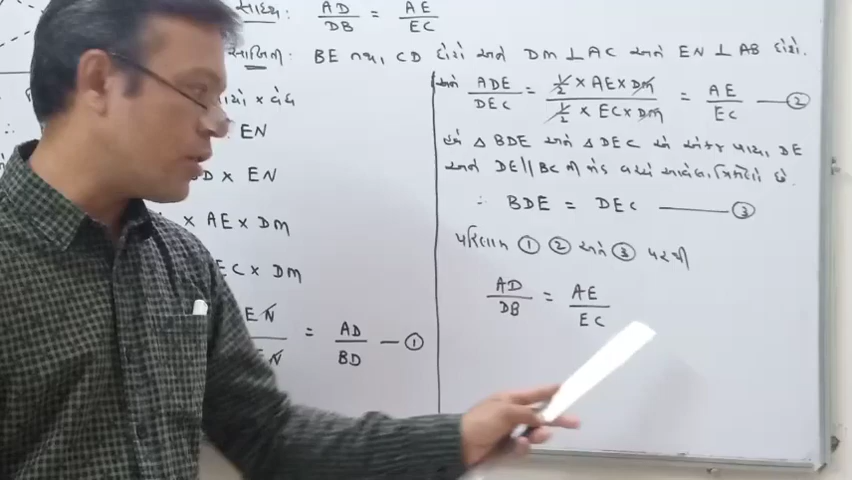 સાધ્ય: AD/DB = AE/EC
સાબિતી: BE તથા CD દોરો અને DM ⊥ AC અને EN ⊥ AB દોરો.
× વેધ
EN
D × EN
× AE × DM
EC × DM
EN = AD/BD — ①
EN
અને ADE/DEC = ½ × AE × DM / ½ × EC × DM = AE/EC — ②
△ BDE અને △ DEC એ એકજ પાયા, DE
અને DE || BC ની વચ્ચે આવેલા ત્રિકોણો છે.
∴ BDE = DEC — ③
પરિણામ ① ② અને ③ પરથી
AD/DB = AE/EC